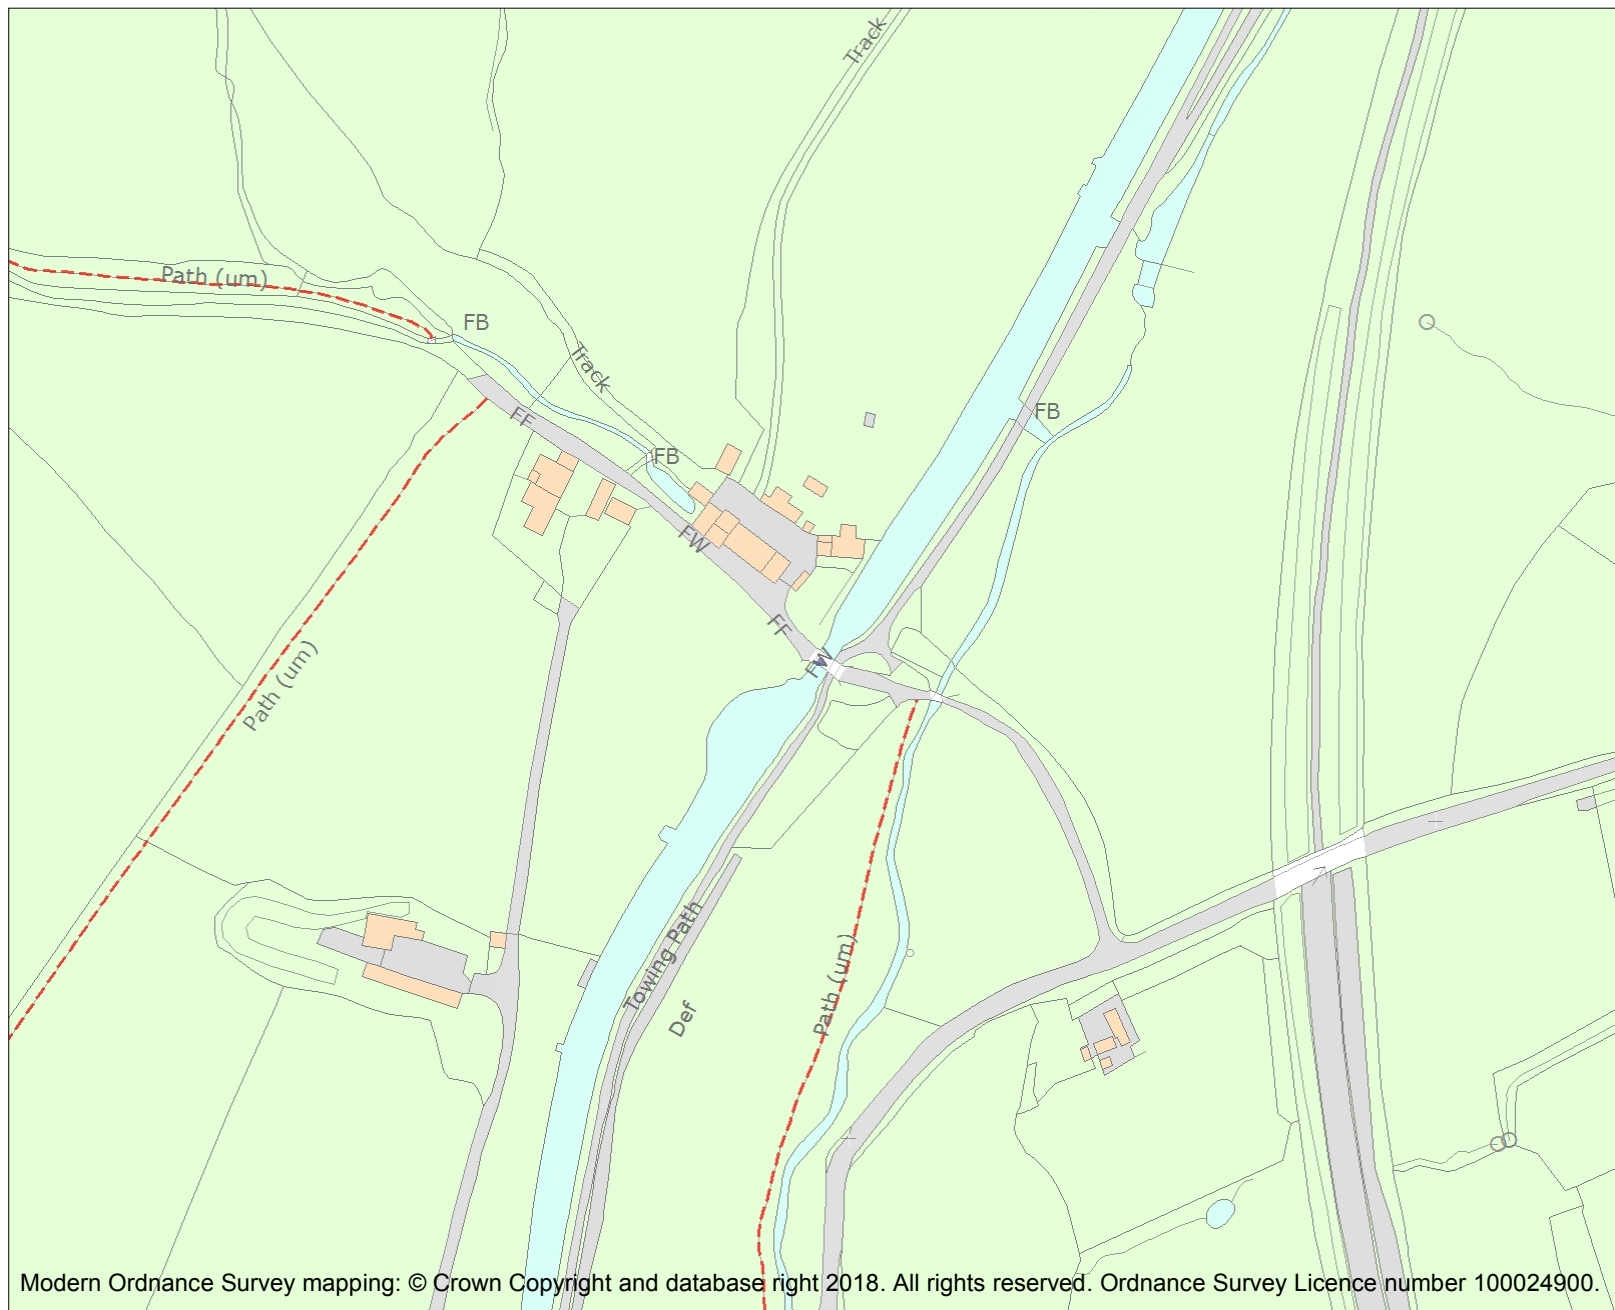 Track
Path (um)
FB
Track
FB
FF
FB
FW
FF
FW
Path (um)
Towing Path
Path (um)
Def
Modern Ordnance Survey mapping: © Crown Copyright and database right 2018. All rights reserved. Ordnance Survey Licence number 100024900.